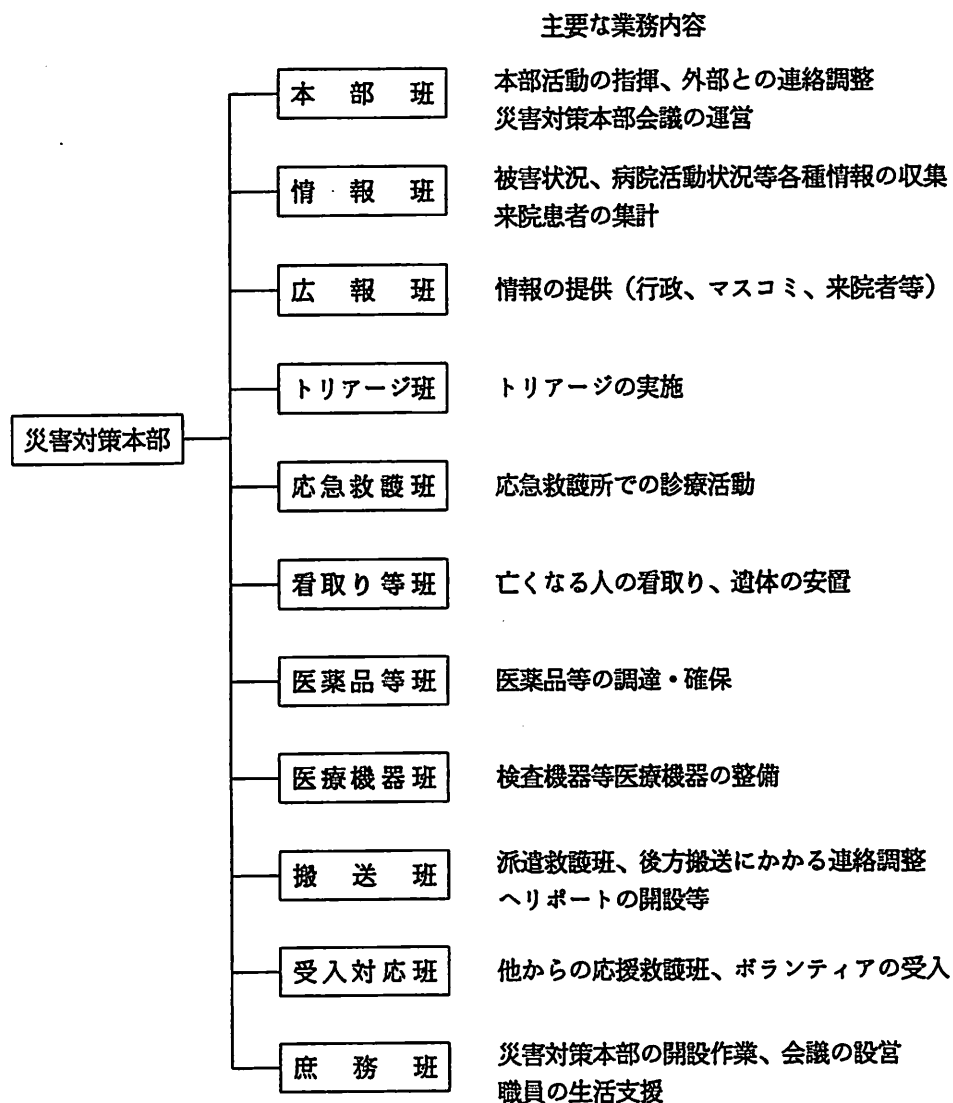 主要な業務内容
災害対策本部
本部班
本部活動の指揮、外部との連絡調整
災害対策本部会議の運営
情報班
被害状況、病院活動状況等各種情報の収集
来院患者の集計
広報班
情報の提供（行政、マスコミ、来院者等）
トリアージ班
トリアージの実施
応急救護班
応急救護所での診療活動
看取り等班
亡くなる人の看取り、遺体の安置
医薬品等班
医薬品等の調達・確保
医療機器班
検査機器等医療機器の整備
搬送班
派遣救護班、後方搬送にかかる連絡調整
ヘリポートの開設等
受入対応班
他からの応援救護班、ボランティアの受入
庶務班
災害対策本部の開設作業、会議の設営
職員の生活支援